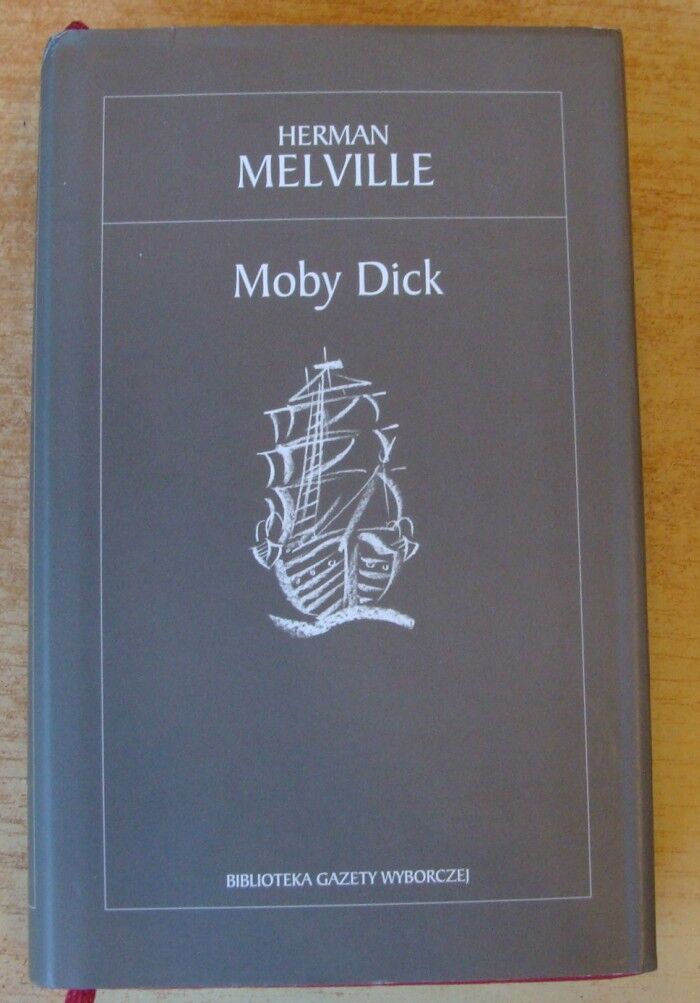 HERMAN
MELVILLE
Moby Dick
BIBLIOTEKA GAZETY WYBORCZEJ